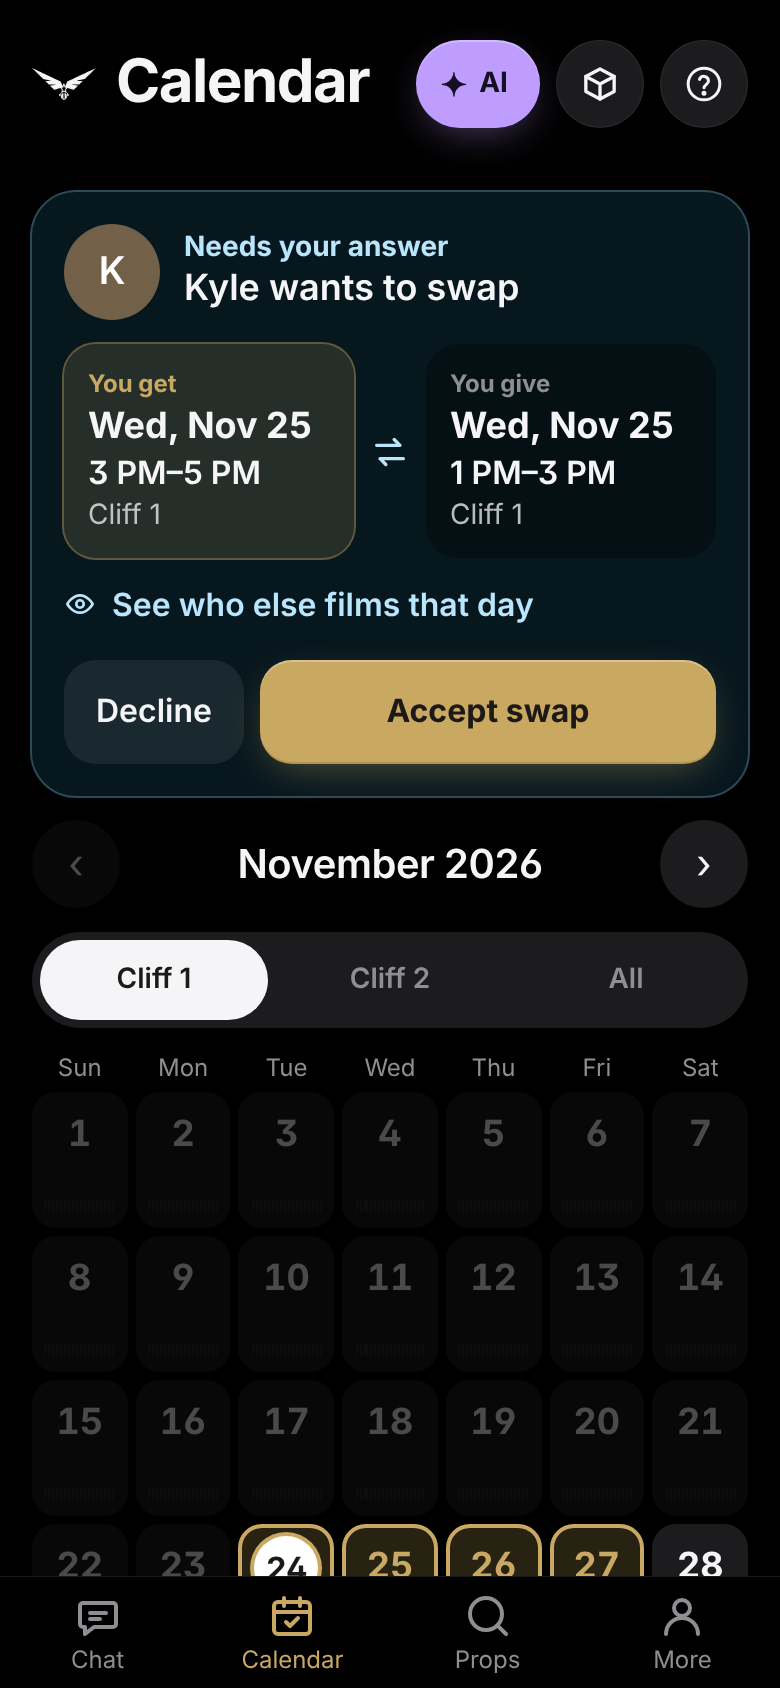 Calendar
AI
K
Needs your answer
Kyle wants to swap
You get
Wed, Nov 25
3 PM–5 PM
Cliff 1
You give
Wed, Nov 25
1 PM–3 PM
Cliff 1
See who else films that day
Decline
Accept swap
‹
November 2026
›
Cliff 1
Cliff 2
All
Sun Mon Tue Wed Thu Fri Sat
1 2 3 4 5 6 7
8 9 10 11 12 13 14
15 16 17 18 19 20 21
22 23 24 25 26 27 28
Chat
Calendar
Props
More